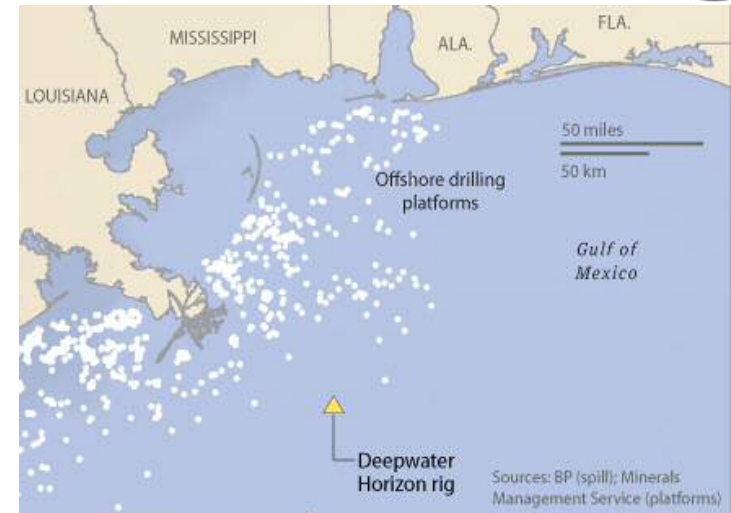 FLA.
MISSISSIPPI
ALA.
LOUISIANA
50 miles
50 km
Offshore drilling
platforms
Gulf of
Mexico
Deepwater
Horizon rig
Sources: BP (spill); Minerals
Management Service (platforms)